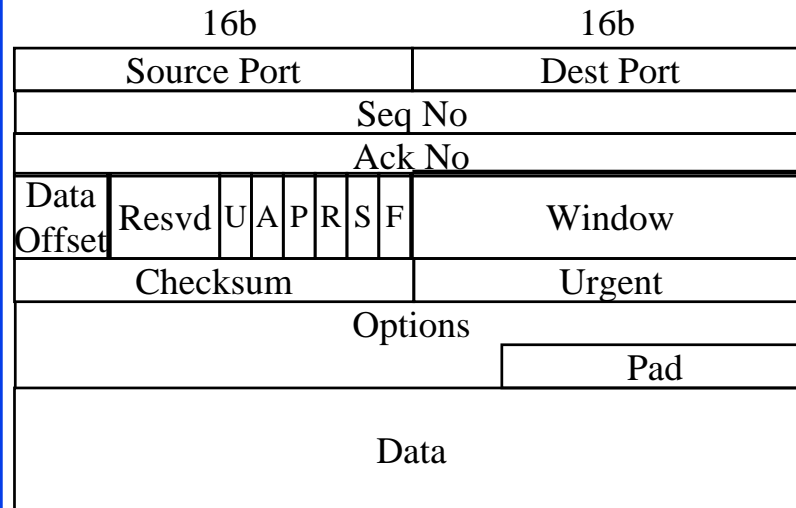 16b 16b
Source Port Dest Port
Seq No
Ack No
Data
Offset Resvd U A P R S F Window
Checksum Urgent
Options
Pad
Data